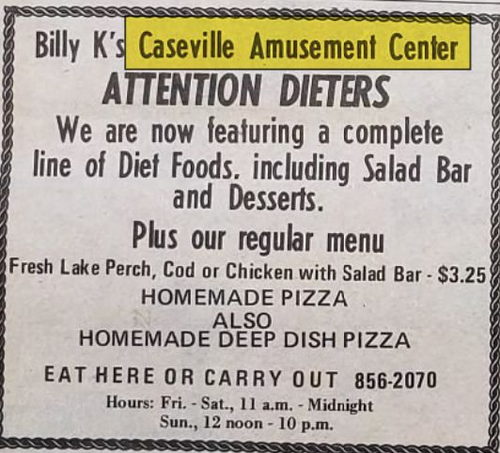 Billy K's Caseville Amusement Center
ATTENTION DIETERS
We are now featuring a complete
line of Diet Foods. including Salad Bar
and Desserts.
Plus our regular menu
Fresh Lake Perch, Cod or Chicken with Salad Bar - $3.25
HOMEMADE PIZZA
ALSO
HOMEMADE DEEP DISH PIZZA
EAT HERE OR CARRY OUT 856-2070
Hours: Fri. - Sat., 11 a.m. - Midnight
Sun., 12 noon - 10 p.m.